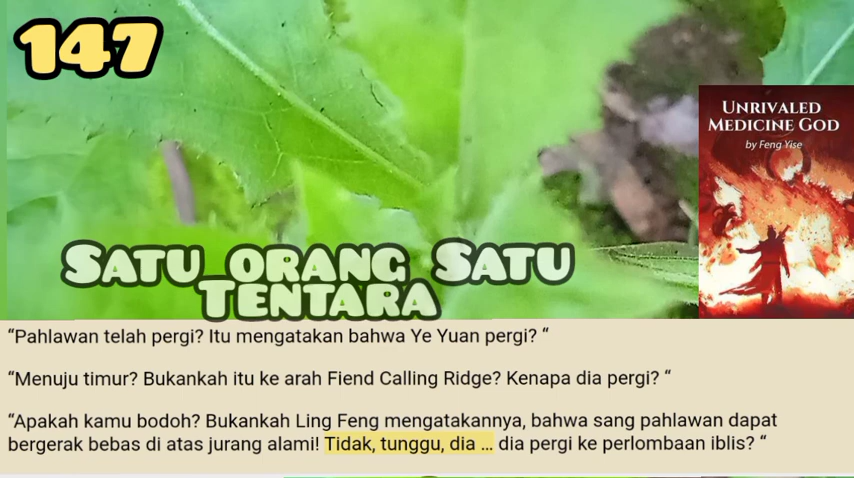 147
UNRIVALED
MEDICINE GOD
by Feng Yise
SATU ORANG SATU
TENTARA
“Pahlawan telah pergi? Itu mengatakan bahwa Ye Yuan pergi? “
“Menuju timur? Bukankah itu ke arah Fiend Calling Ridge? Kenapa dia pergi? “
“Apakah kamu bodoh? Bukankah Ling Feng mengatakannya, bahwa sang pahlawan dapat
bergerak bebas di atas jurang alami! Tidak, tunggu, dia ... dia pergi ke perlombaan iblis? “